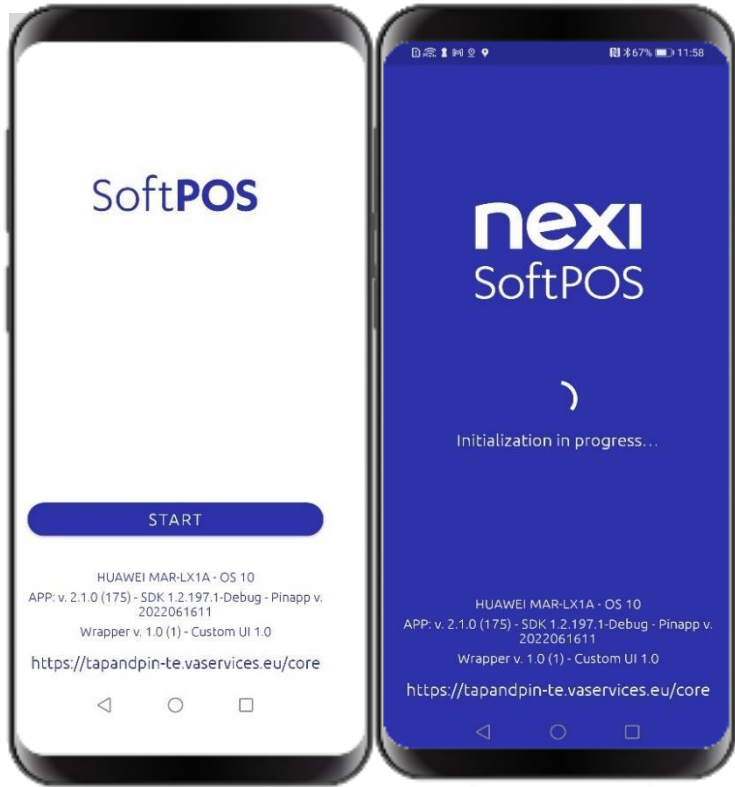 SoftPOS
START
HUAWEI MAR-LX1A - OS 10
APP: v. 2.1.0 (175) - SDK 1.2.197.1-Debug - Pinapp v.
2022061611
Wrapper v. 1.0 (1) - Custom UI 1.0
https://tapandpin-te.vaservices.eu/core
67% 11:58
nexi
SoftPOS
Initialization in progress...
HUAWEI MAR-LX1A - OS 10
APP: v. 2.1.0 (175) - SDK 1.2.197.1-Debug - Pinapp v.
2022061611
Wrapper v. 1.0 (1) - Custom UI 1.0
https://tapandpin-te.vaservices.eu/core